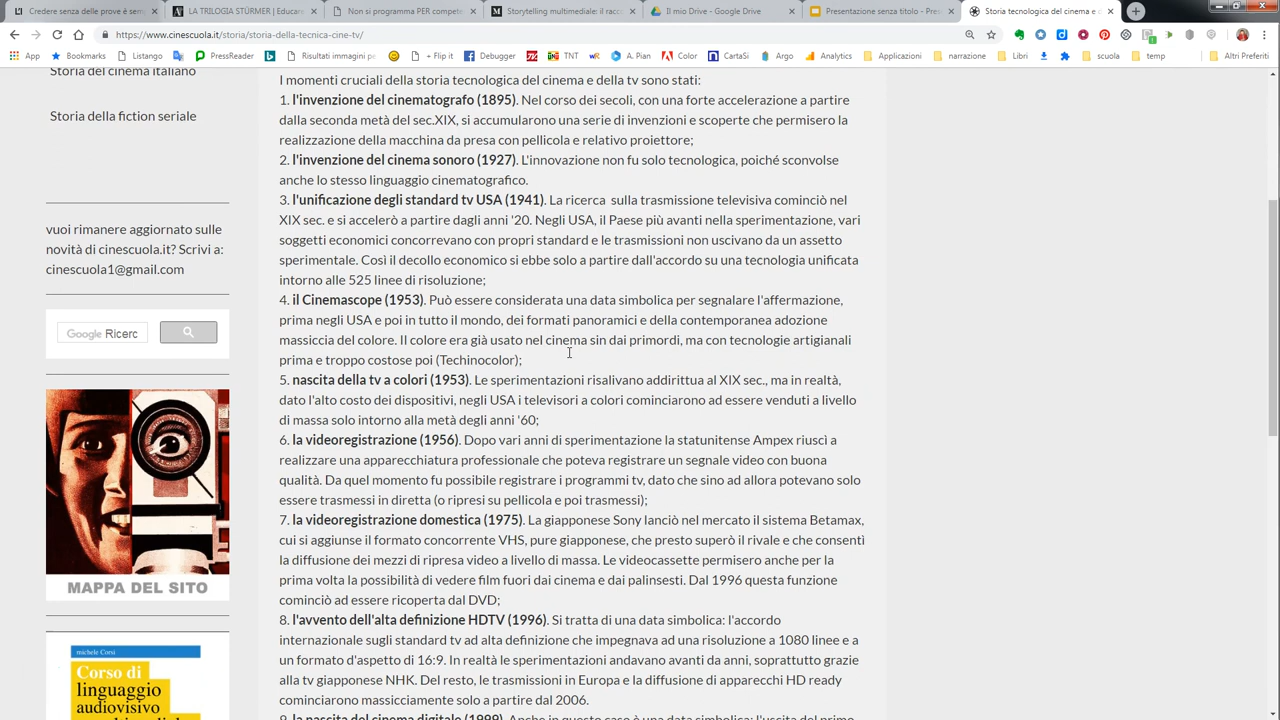 Credere senza delle prove è sem
LA TRILOGIA STÜRMER | Educare
Non si programma PER compete
Storytelling multimediale: il racco
Il mio Drive - Google Drive
Presentazione senza titolo - Pres
Storia tecnologica del cinema e d
https://www.cinescuola.it/storia/storia-della-tecnica-cine-tv/
App
Bookmarks
Listango
PressReader
Risultati immagini pe
+ Flip it
Debugger
TNT
A. Pian
Color
CartaSi
Argo
Analytics
Applicazioni
narrazione
Libri
scuola
temp
Altri Preferiti
Storia del cinema italiano
Storia della fiction seriale
vuoi rimanere aggiornato sulle
novità di cinescuola.it? Scrivi a:
cinescuola1@gmail.com
Google Ricerc
MAPPA DEL SITO
michele Corsi
Corso di
linguaggio
audiovisivo
I momenti cruciali della storia tecnologica del cinema e della tv sono stati:
1. l'invenzione del cinematografo (1895). Nel corso dei secoli, con una forte accelerazione a partire
dalla seconda metà del sec.XIX, si accumularono una serie di invenzioni e scoperte che permisero la
realizzazione della macchina da presa con pellicola e relativo proiettore;
2. l'invenzione del cinema sonoro (1927). L'innovazione non fu solo tecnologica, poiché sconvolse
anche lo stesso linguaggio cinematografico.
3. l'unificazione degli standard tv USA (1941). La ricerca sulla trasmissione televisiva cominciò nel
XIX sec. e si accelerò a partire dagli anni '20. Negli USA, il Paese più avanti nella sperimentazione, vari
soggetti economici concorrevano con propri standard e le trasmissioni non uscivano da un assetto
sperimentale. Così il decollo economico si ebbe solo a partire dall'accordo su una tecnologia unificata
intorno alle 525 linee di risoluzione;
4. il Cinemascope (1953). Può essere considerata una data simbolica per segnalare l'affermazione,
prima negli USA e poi in tutto il mondo, dei formati panoramici e della contemporanea adozione
massiccia del colore. Il colore era già usato nel cinema sin dai primordi, ma con tecnologie artigianali
prima e troppo costose poi (Techinocolor);
5. nascita della tv a colori (1953). Le sperimentazioni risalivano addirittua al XIX sec., ma in realtà,
dato l'alto costo dei dispositivi, negli USA i televisori a colori cominciarono ad essere venduti a livello
di massa solo intorno alla metà degli anni '60;
6. la videoregistrazione (1956). Dopo vari anni di sperimentazione la statunitense Ampex riuscì a
realizzare una apparecchiatura professionale che poteva registrare un segnale video con buona
qualità. Da quel momento fu possibile registrare i programmi tv, dato che sino ad allora potevano solo
essere trasmessi in diretta (o ripresi su pellicola e poi trasmessi);
7. la videoregistrazione domestica (1975). La giapponese Sony lanciò nel mercato il sistema Betamax,
cui si aggiunse il formato concorrente VHS, pure giapponese, che presto superò il rivale e che consentì
la diffusione dei mezzi di ripresa video a livello di massa. Le videocassette permisero anche per la
prima volta la possibilità di vedere film fuori dai cinema e dai palinsesti. Dal 1996 questa funzione
cominciò ad essere ricoperta dal DVD;
8. l'avvento dell'alta definizione HDTV (1996). Si tratta di una data simbolica: l'accordo
internazionale sugli standard tv ad alta definizione che impegnava ad una risoluzione a 1080 linee e a
un formato d'aspetto di 16:9. In realtà le sperimentazioni andavano avanti da anni, soprattutto grazie
alla tv giapponese NHK. Del resto, le trasmissioni in Europa e la diffusione di apparecchi HD ready
cominciarono massicciamente solo a partire dal 2006.
9. la nascita del cinema digitale (1999). Anche in questo caso è una data simbolica: l'uscita del primo